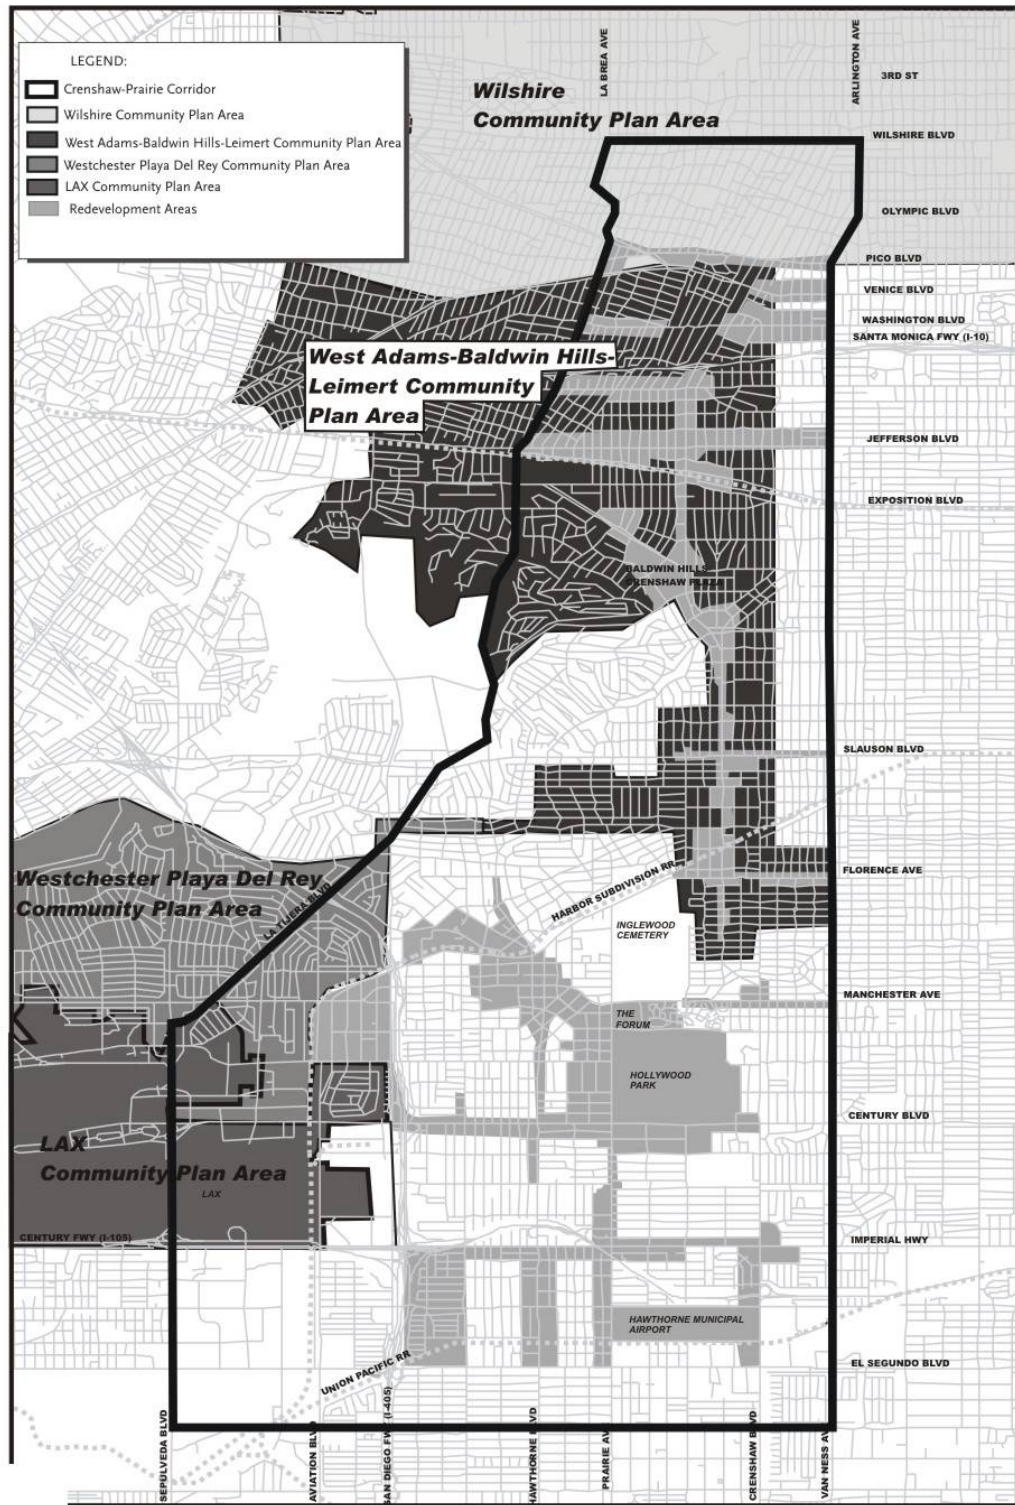 LEGEND:
Crenshaw-Prairie Corridor
Wilshire Community Plan Area
West Adams-Baldwin Hills-Leimert Community Plan Area
Westchester Playa Del Rey Community Plan Area
LAX Community Plan Area
Redevelopment Areas
LA BREA AVE
ARLINGTON AVE
3RD ST
Wilshire
Community Plan Area
WILSHIRE BLVD
OLYMPIC BLVD
PICO BLVD
VENICE BLVD
WASHINGTON BLVD
SANTA MONICA FWY (I-10)
West Adams-Baldwin Hills-
Leimert Community
Plan Area
JEFFERSON BLVD
EXPOSITION BLVD
BALDWIN HILLS
CRENSHAW PLAZA
SLAUSON BLVD
Westchester Playa Del Rey
Community Plan Area
LA TIJERA BLVD
HARBOR SUBDIVISION RR
FLORENCE AVE
INGLEWOOD
CEMETERY
MANCHESTER AVE
THE
FORUM
HOLLYWOOD
PARK
CENTURY BLVD
LAX
Community Plan Area
LAX
CENTURY FWY (I-105)
IMPERIAL HWY
HAWTHORNE MUNICIPAL
AIRPORT
UNION PACIFIC RR
EL SEGUNDO BLVD
SEPULVEDA BLVD
AVIATION BLVD
SAN DIEGO FWY (I-405)
HAWTHORNE BLVD
PRAIRIE AV
CRENSHAW BLVD
VAN NESS AV